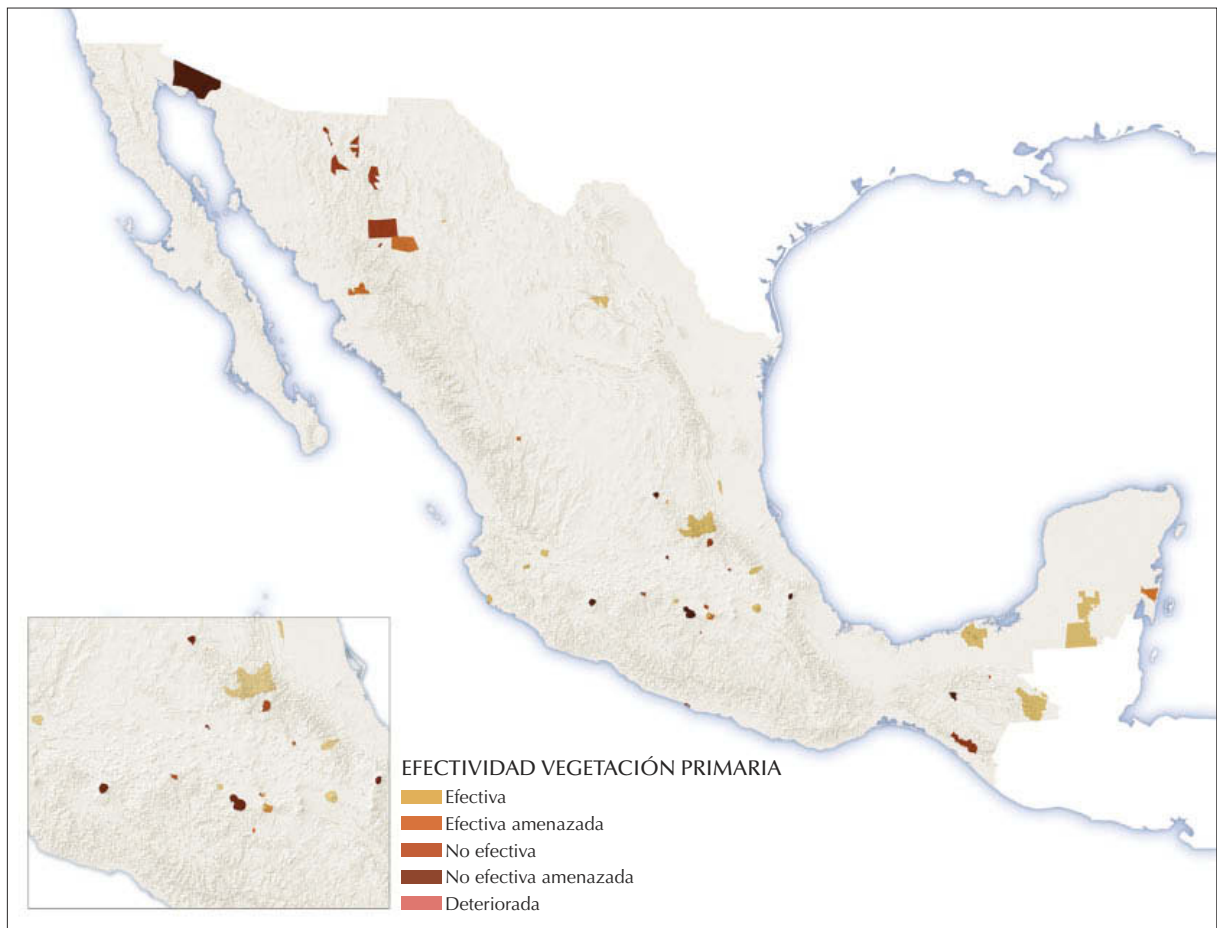 EFECTIVIDAD VEGETACIÓN PRIMARIA
Efectiva
Efectiva amenazada
No efectiva
No efectiva amenazada
Deteriorada